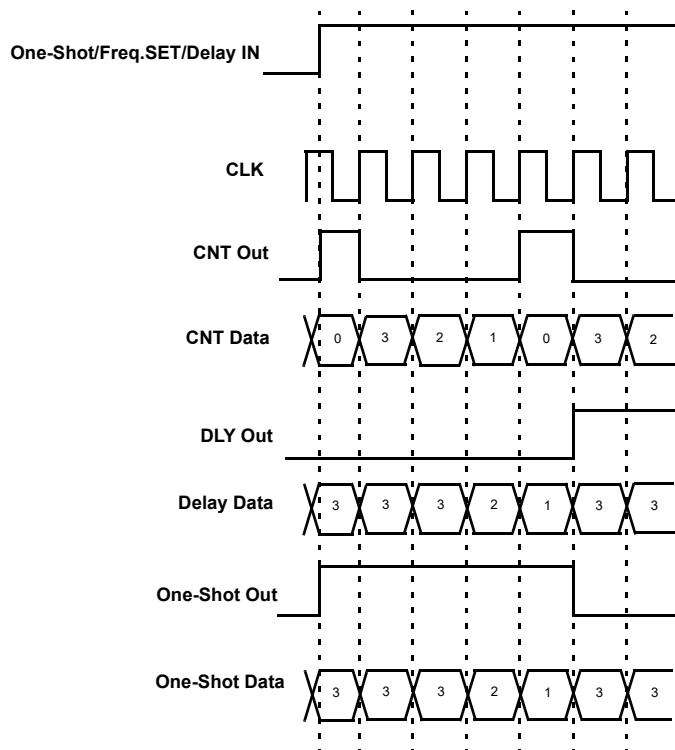 One-Shot/Freq.SET/Delay IN
CLK
CNT Out
CNT Data 0 3 2 1 0 3 2
DLY Out
Delay Data 3 3 3 2 1 3 3
One-Shot Out
One-Shot Data 3 3 3 2 1 3 3